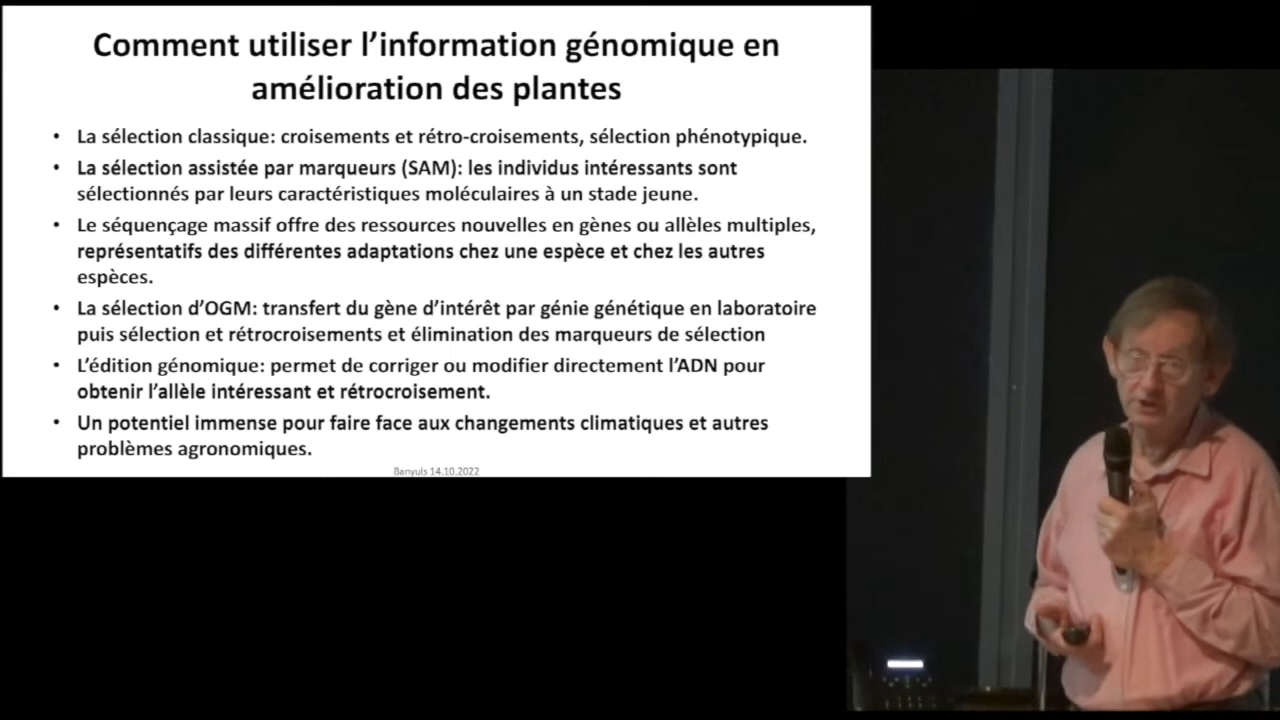 Comment utiliser l’information génomique en
amélioration des plantes
• La sélection classique: croisements et rétro-croisements, sélection phénotypique.
• La sélection assistée par marqueurs (SAM): les individus intéressants sont
sélectionnés par leurs caractéristiques moléculaires à un stade jeune.
• Le séquençage massif offre des ressources nouvelles en gènes ou allèles multiples,
représentatifs des différentes adaptations chez une espèce et chez les autres
espèces.
• La sélection d’OGM: transfert du gène d’intérêt par génie génétique en laboratoire
puis sélection et rétrocroisements et élimination des marqueurs de sélection
• L’édition génomique: permet de corriger ou modifier directement l’ADN pour
obtenir l’allèle intéressant et rétrocroisement.
• Un potentiel immense pour faire face aux changements climatiques et autres
problèmes agronomiques.
Banyuls 14.10.2022